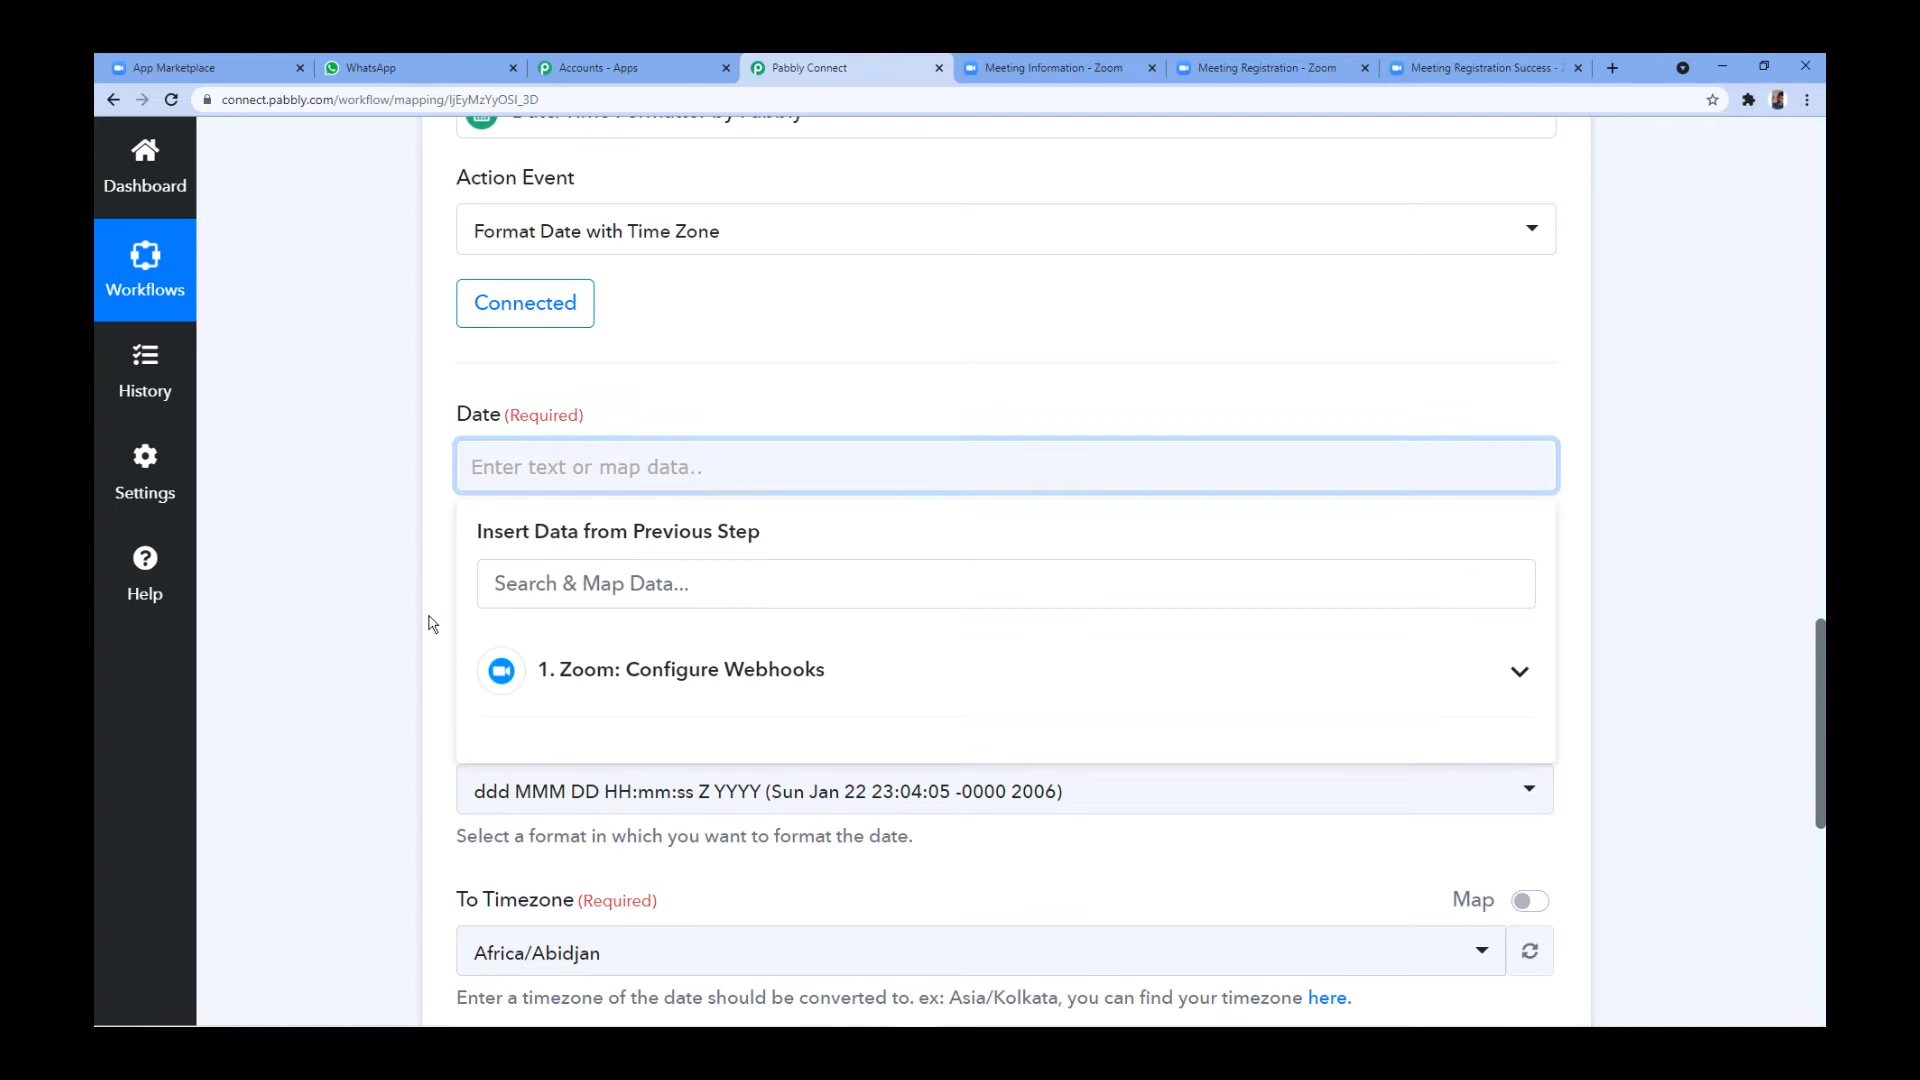 App Marketplace
WhatsApp
Accounts - Apps
Pabbly Connect
Meeting Information - Zoom
Meeting Registration - Zoom
Meeting Registration Success -
connect.pabbly.com/workflow/mapping/IjEyMzYyOSI_3D
Dashboard
Workflows
History
Settings
Help
Date/Time Formatter by Pabbly
Action Event
Format Date with Time Zone
Connected
Date (Required)
Enter text or map data..
Insert Data from Previous Step
Search & Map Data...
1. Zoom: Configure Webhooks
ddd MMM DD HH:mm:ss Z YYYY (Sun Jan 22 23:04:05 -0000 2006)
Select a format in which you want to format the date.
To Timezone (Required)
Map
Africa/Abidjan
Enter a timezone of the date should be converted to. ex: Asia/Kolkata, you can find your timezone here.